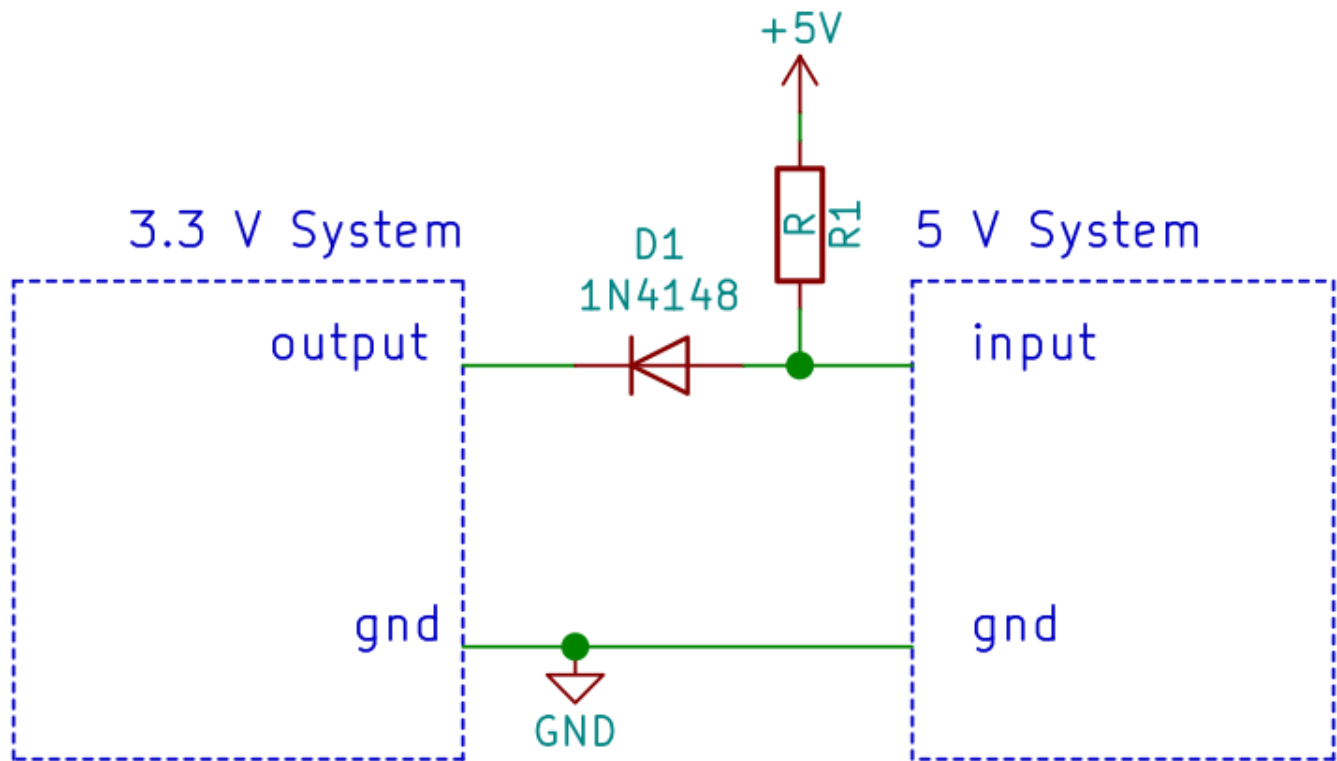 +5V
3.3 V System
D1
1N4148
R
R1
5 V System
output
input
gnd
gnd
GND